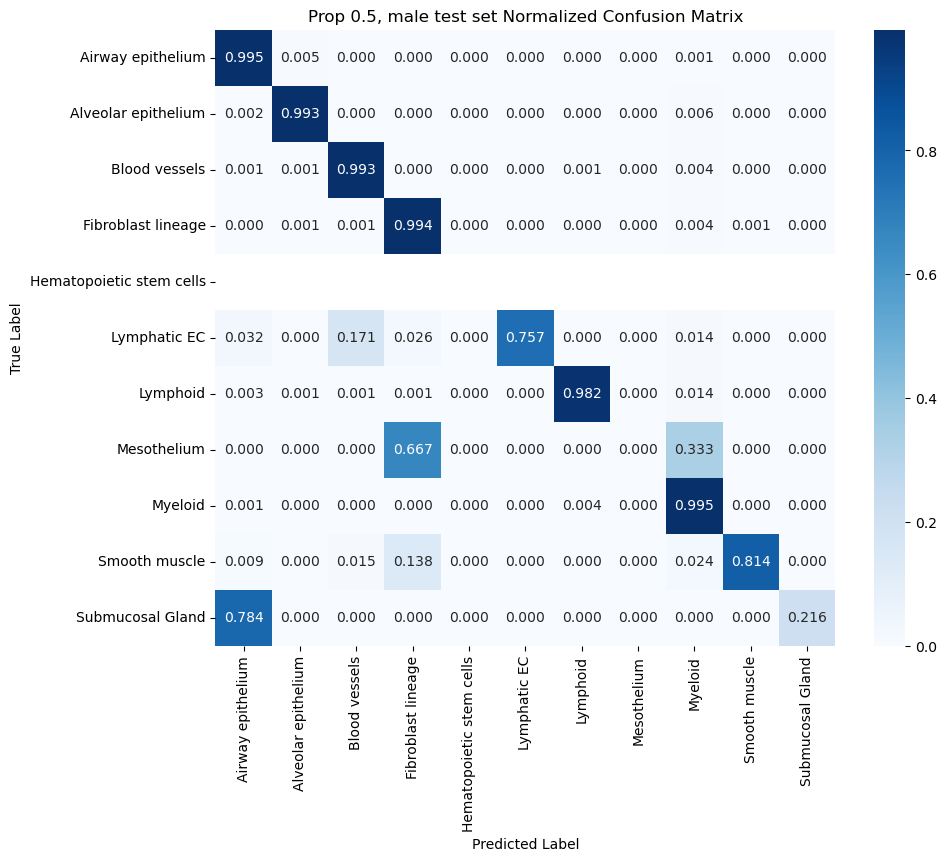 Prop 0.5, male test set Normalized Confusion Matrix
True Label
Airway epithelium 0.995 0.005 0.000 0.000 0.000 0.000 0.000 0.000 0.001 0.000 0.000
Alveolar epithelium 0.002 0.993 0.000 0.000 0.000 0.000 0.000 0.000 0.006 0.000 0.000
Blood vessels 0.001 0.001 0.993 0.000 0.000 0.000 0.001 0.000 0.004 0.000 0.000
Fibroblast lineage 0.000 0.001 0.001 0.994 0.000 0.000 0.000 0.000 0.004 0.001 0.000
Hematopoietic stem cells
Lymphatic EC 0.032 0.000 0.171 0.026 0.000 0.757 0.000 0.000 0.014 0.000 0.000
Lymphoid 0.003 0.001 0.001 0.001 0.000 0.000 0.982 0.000 0.014 0.000 0.000
Mesothelium 0.000 0.000 0.000 0.667 0.000 0.000 0.000 0.000 0.333 0.000 0.000
Myeloid 0.001 0.000 0.000 0.000 0.000 0.000 0.004 0.000 0.995 0.000 0.000
Smooth muscle 0.009 0.000 0.015 0.138 0.000 0.000 0.000 0.000 0.024 0.814 0.000
Submucosal Gland 0.784 0.000 0.000 0.000 0.000 0.000 0.000 0.000 0.000 0.000 0.216
Airway epithelium
Alveolar epithelium
Blood vessels
Fibroblast lineage
Hematopoietic stem cells
Lymphatic EC
Lymphoid
Mesothelium
Myeloid
Smooth muscle
Submucosal Gland
Predicted Label
0.8
0.6
0.4
0.2
0.0